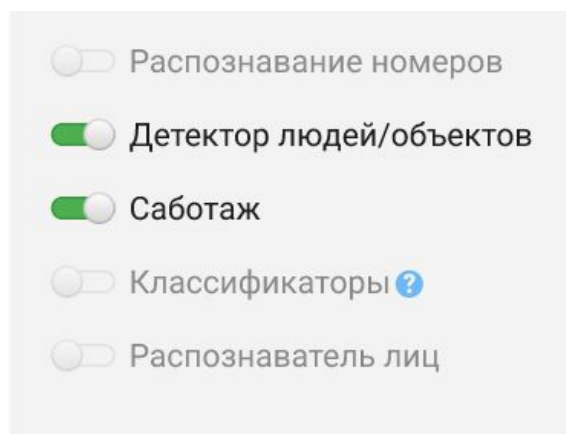 Распознавание номеров
Детектор людей/объектов
Саботаж
Классификаторы ?
Распознаватель лиц